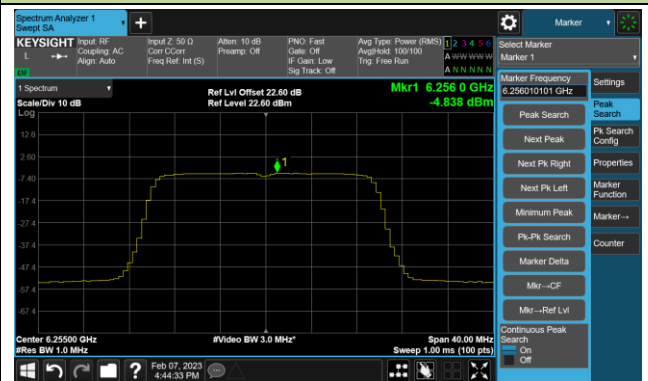 Spectrum Analyzer 1
Swept SA
Marker
KEYSIGHT
L
Input: RF
Coupling: AC
Align: Auto
Input Z: 50 Ω
Corr CCorr
Freq Ref: Int (S)
Atten: 10 dB
Preamp: Off
PNO: Fast
Gate: Off
IF Gain: Low
Sig Track: Off
Avg Type: Power (RMS)
Avg|Hold: 100/100
Trig: Free Run
1 2 3 4 5 6
A W W W W W
A N N N N N
Select Marker
Marker 1
1 Spectrum
Scale/Div 10 dB
Log
Ref Lvl Offset 22.60 dB
Ref Level 22.60 dBm
Mkr1 6.256 0 GHz
-4.838 dBm
12.6
2.60
-7.40
-17.4
-27.4
-37.4
-47.4
-57.4
-67.4
1
Center 6.25500 GHz
#Res BW 1.0 MHz
#Video BW 3.0 MHz*
Span 40.00 MHz
Sweep 1.00 ms (100 pts)
Marker Frequency
6.256010101 GHz
Peak Search
Next Peak
Next Pk Right
Next Pk Left
Minimum Peak
Pk-Pk Search
Marker Delta
Mkr→CF
Mkr→Ref Lvl
Continuous Peak
Search
On
Off
Settings
Peak
Search
Pk Search
Config
Properties
Marker
Function
Marker→
Counter
?
Feb 07, 2023
4:44:33 PM